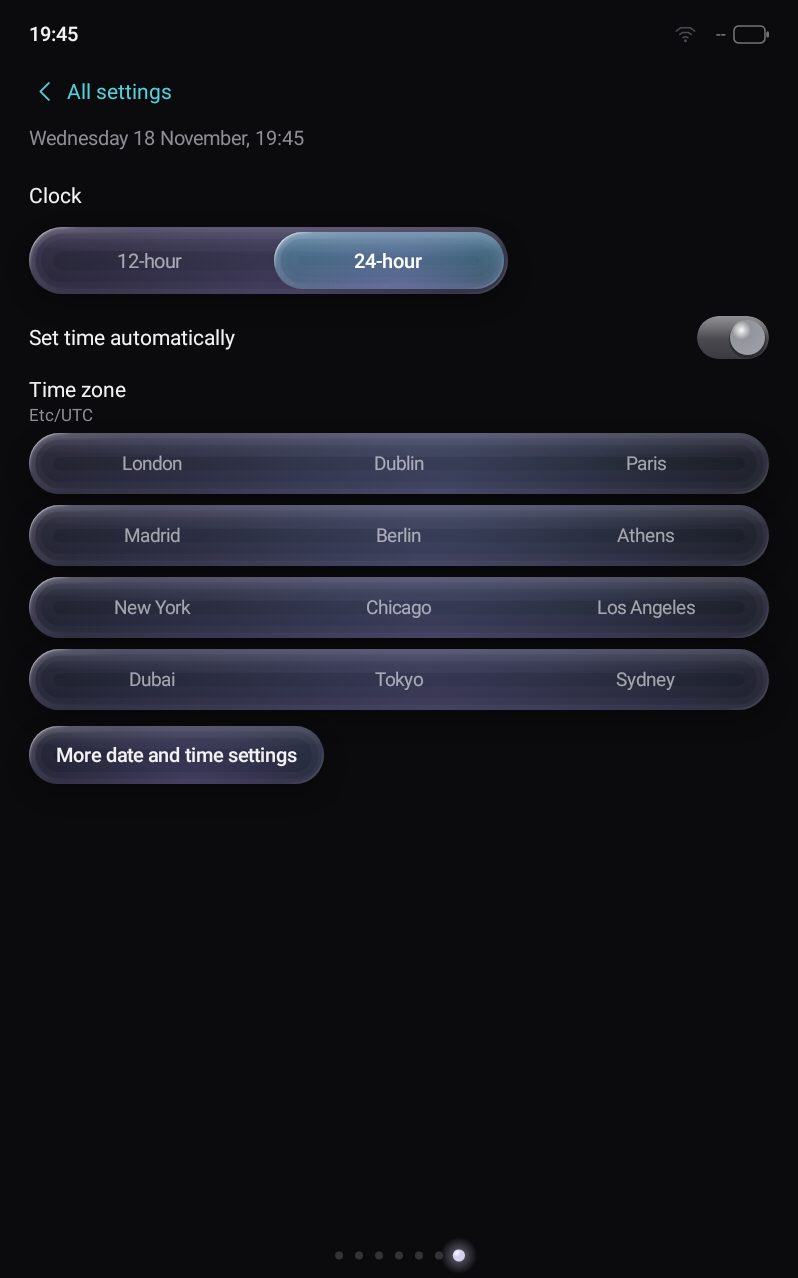 19:45 --
All settings
Wednesday 18 November, 19:45
Clock
12-hour 24-hour
Set time automatically
Time zone
Etc/UTC
London Dublin Paris
Madrid Berlin Athens
New York Chicago Los Angeles
Dubai Tokyo Sydney
More date and time settings